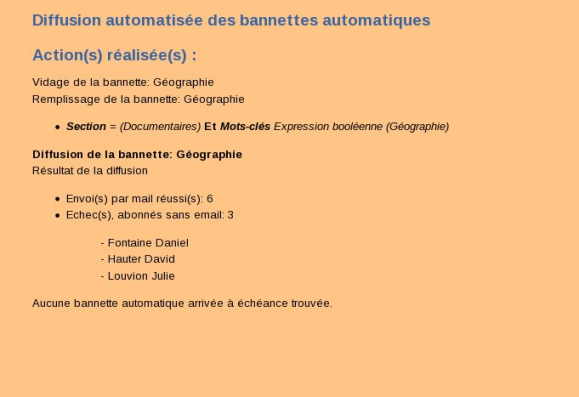 Diffusion automatisée des bannettes automatiques
Action(s) réalisée(s) :
Vidage de la bannette: Géographie
Remplissage de la bannette: Géographie
• Section = (Documentaires) Et Mots-clés Expression booléenne (Géographie)
Diffusion de la bannette: Géographie
Résultat de la diffusion
• Envoi(s) par mail réussi(s): 6
• Echec(s), abonnés sans email: 3
- Fontaine Daniel
- Hauter David
- Louvion Julie
Aucune bannette automatique arrivée à échéance trouvée.